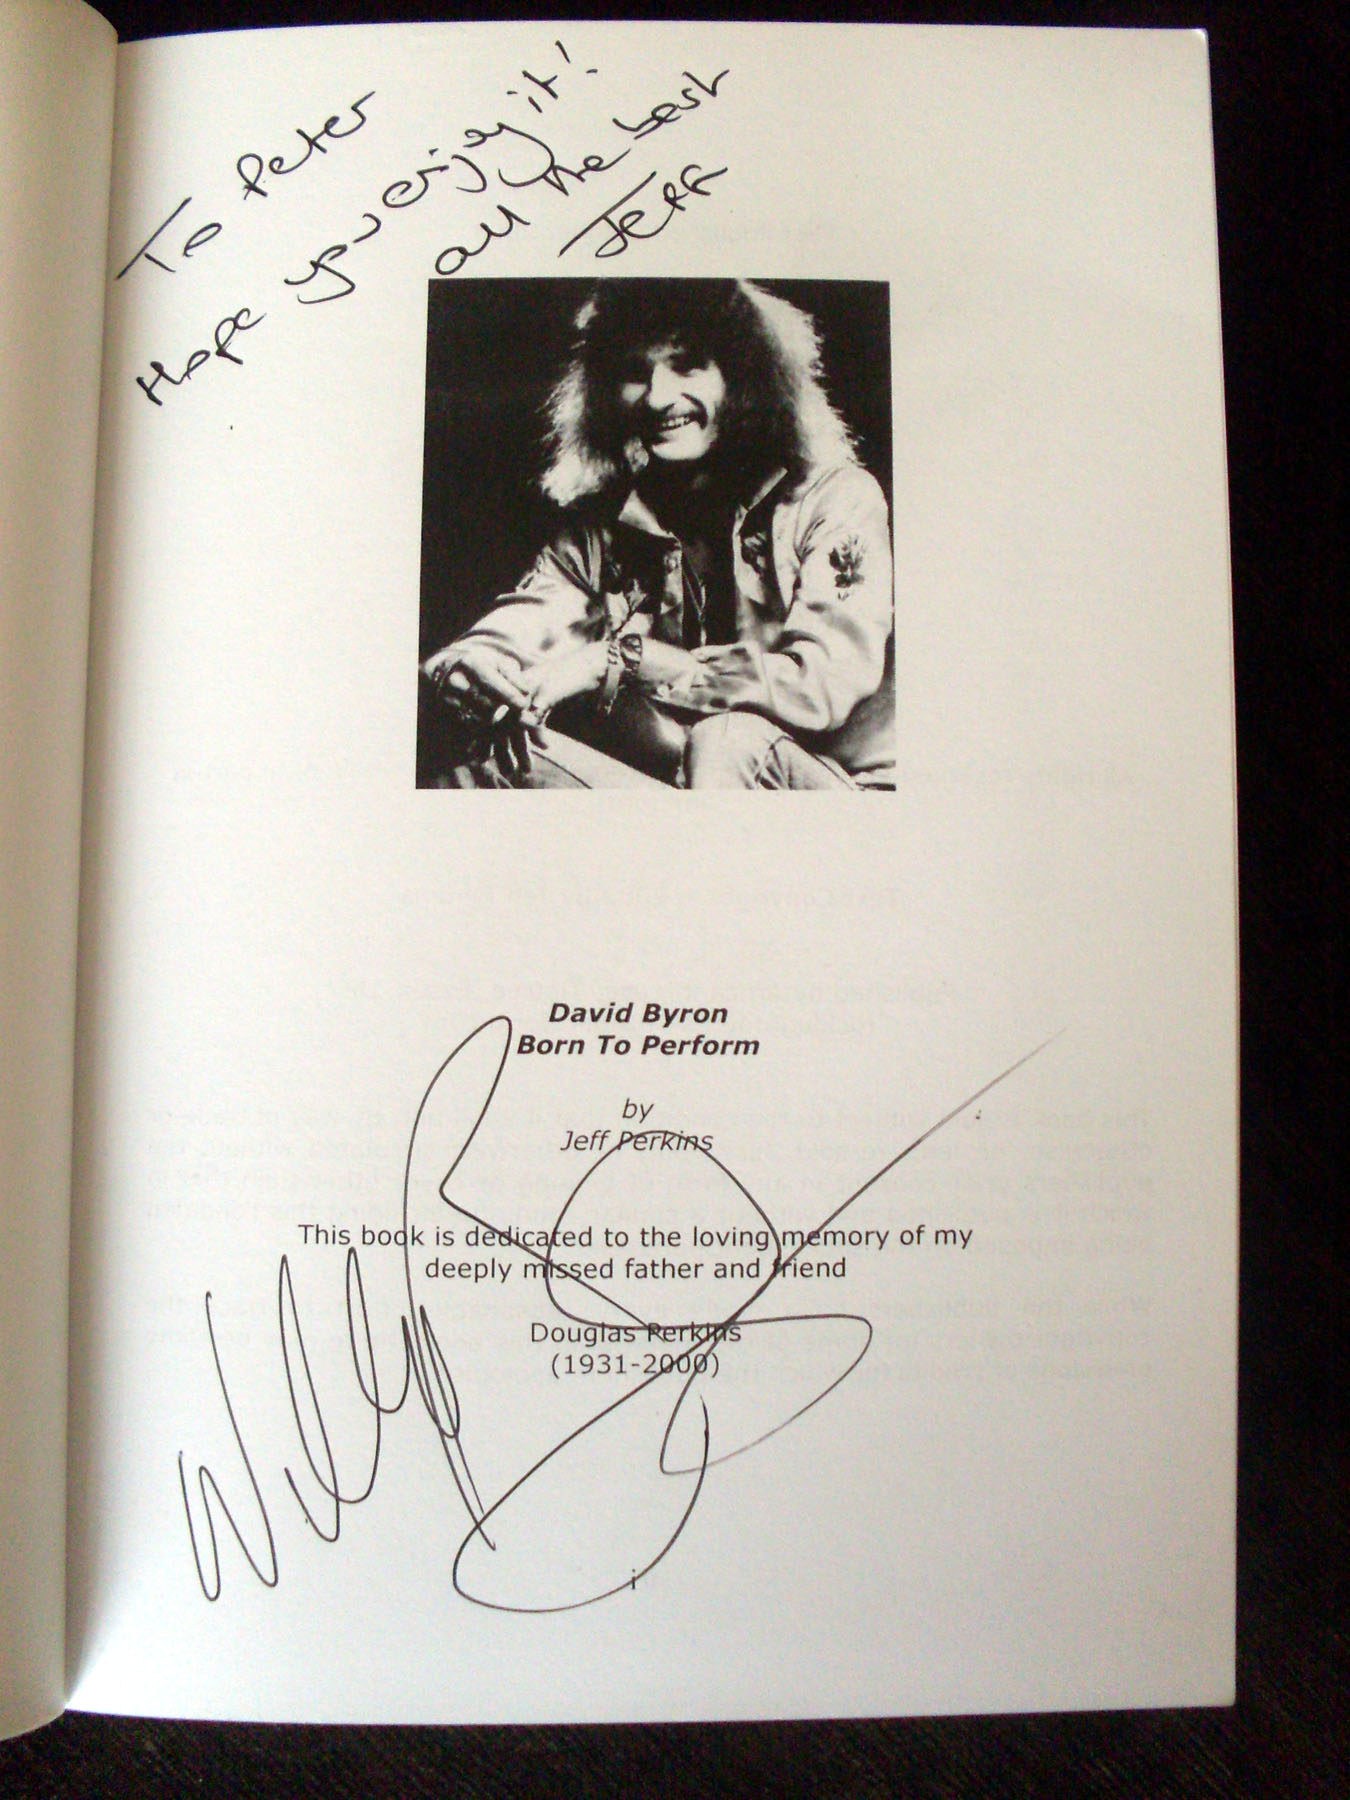 To Peter
Hope you enjoy it!
All the best
Jeff
David Byron
Born To Perform
by
Jeff Perkins
This book is dedicated to the loving memory of my
deeply missed father and friend
Douglas Perkins
(1931-2000)
i